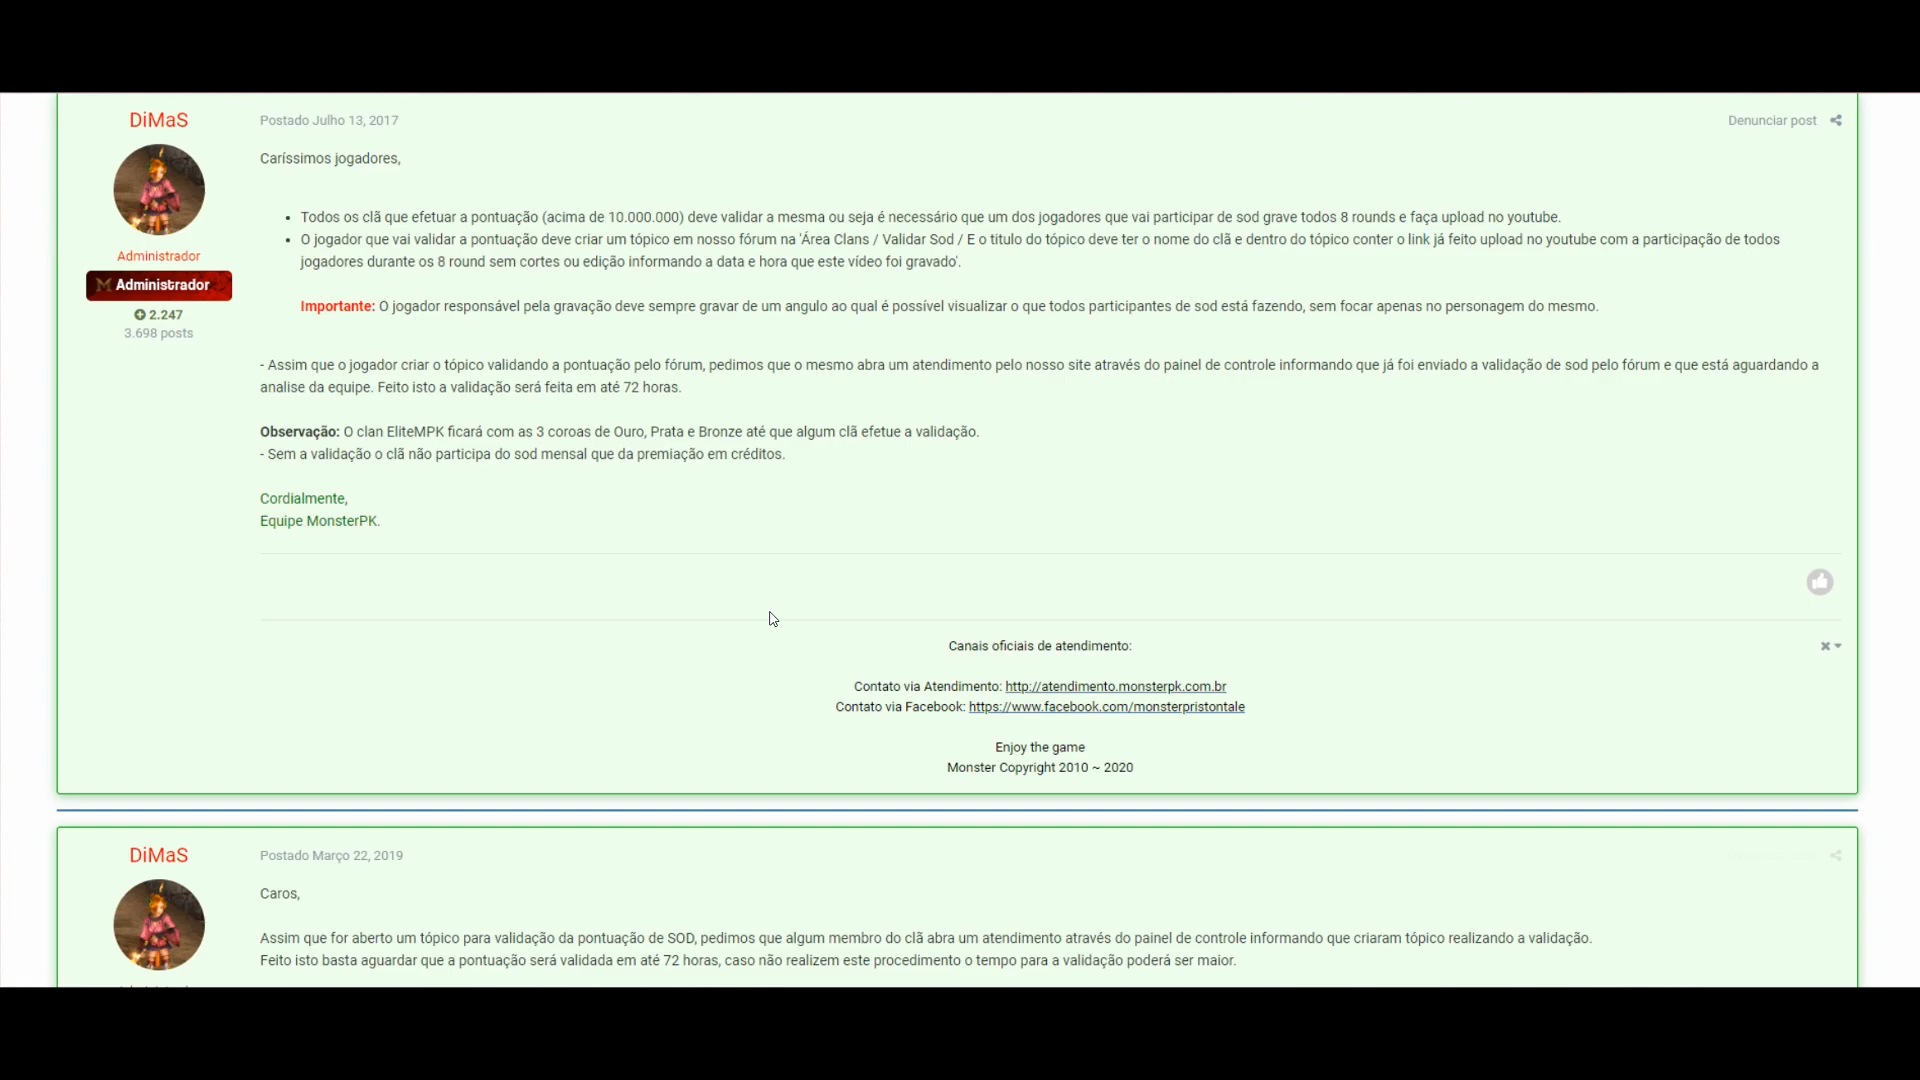 DiMaS
Postado Julho 13, 2017
Denunciar post
Caríssimos jogadores,
Todos os clã que efetuar a pontuação (acima de 10.000.000) deve validar a mesma ou seja é necessário que um dos jogadores que vai participar de sod grave todos 8 rounds e faça upload no youtube.
O jogador que vai validar a pontuação deve criar um tópico em nosso fórum na 'Área Clans / Validar Sod / E o titulo do tópico deve ter o nome do clã e dentro do tópico conter o link já feito upload no youtube com a participação de todos
jogadores durante os 8 round sem cortes ou edição informando a data e hora que este vídeo foi gravado'.
Administrador
Administrador
2.247
3.698 posts
Importante: O jogador responsável pela gravação deve sempre gravar de um angulo ao qual é possível visualizar o que todos participantes de sod está fazendo, sem focar apenas no personagem do mesmo.
- Assim que o jogador criar o tópico validando a pontuação pelo fórum, pedimos que o mesmo abra um atendimento pelo nosso site através do painel de controle informando que já foi enviado a validação de sod pelo fórum e que está aguardando a
analise da equipe. Feito isto a validação será feita em até 72 horas.
Observação: O clan EliteMPK ficará com as 3 coroas de Ouro, Prata e Bronze até que algum clã efetue a validação.
- Sem a validação o clã não participa do sod mensal que da premiação em créditos.
Cordialmente,
Equipe MonsterPK.
Canais oficiais de atendimento:
Contato via Atendimento: http://atendimento.monsterpk.com.br
Contato via Facebook: https://www.facebook.com/monsterpristontale
Enjoy the game
Monster Copyright 2010 ~ 2020
DiMaS
Postado Março 22, 2019
Caros,
Assim que for aberto um tópico para validação da pontuação de SOD, pedimos que algum membro do clã abra um atendimento através do painel de controle informando que criaram tópico realizando a validação.
Feito isto basta aguardar que a pontuação será validada em até 72 horas, caso não realizem este procedimento o tempo para a validação poderá ser maior.